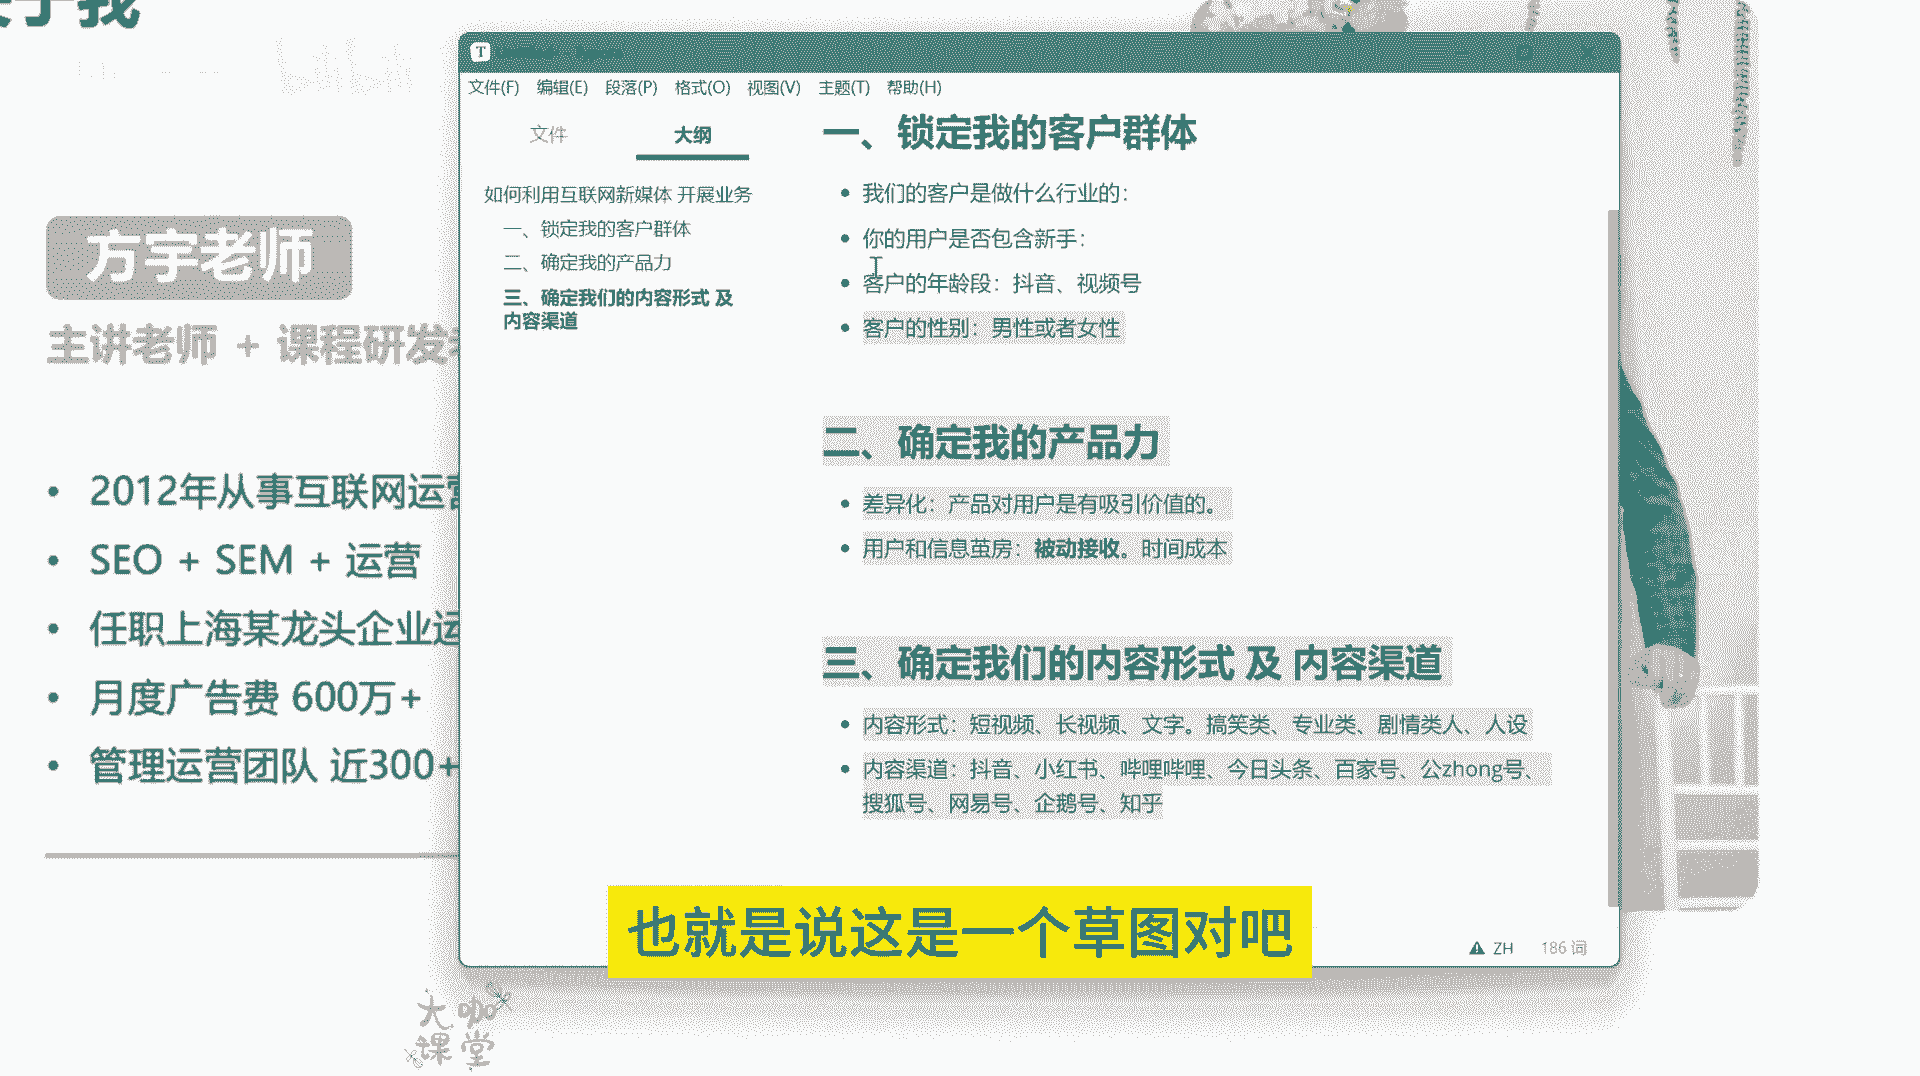 于我
方宇老师
主讲老师 + 课程研发
2012年从事互联网运营
SEO + SEM + 运营
任职上海某龙头企业运
月度广告费 600万+
管理运营团队 近300+
T
文件(F) 编辑(E) 段落(P) 格式(O) 视图(V) 主题(T) 帮助(H)
文件 大纲
如何利用互联网新媒体 开展业务
一、锁定我的客户群体
二、确定我的产品力
三、确定我们的内容形式 及
内容渠道
一、锁定我的客户群体
我们的客户是做什么行业的：
你的用户是否包含新手：
客户的年龄段：抖音、视频号
客户的性别：男性或者女性
二、确定我的产品力
差异化：产品对用户是有吸引价值的。
用户和信息茧房：被动接收。时间成本
三、确定我们的内容形式 及 内容渠道
内容形式：短视频、长视频、文字。搞笑类、专业类、剧情类人、人设
内容渠道：抖音、小红书、哔哩哔哩、今日头条、百家号、公zhong号、
搜狐号、网易号、企鹅号、知乎
ZH 186 词
也就是说这是一个草图对吧
大咖
课堂